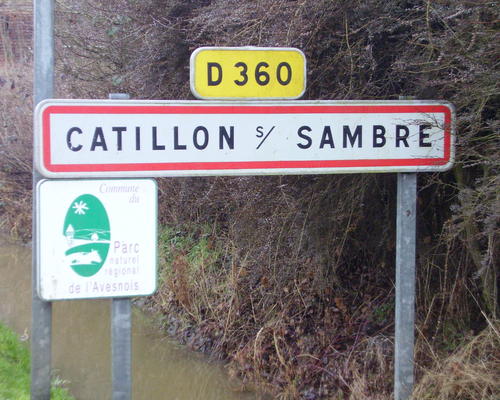 D 360
CATILLON S/ SAMBRE
Commune
du
Parc
naturel
régional
de l'Avesnois